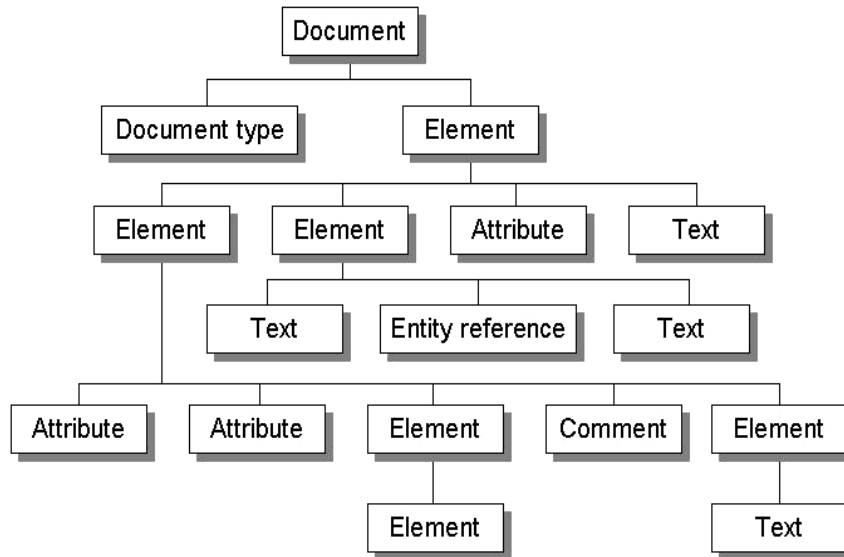 Document
Document type
Element
Element
Element
Attribute
Text
Text
Entity reference
Text
Attribute
Attribute
Element
Comment
Element
Element
Text